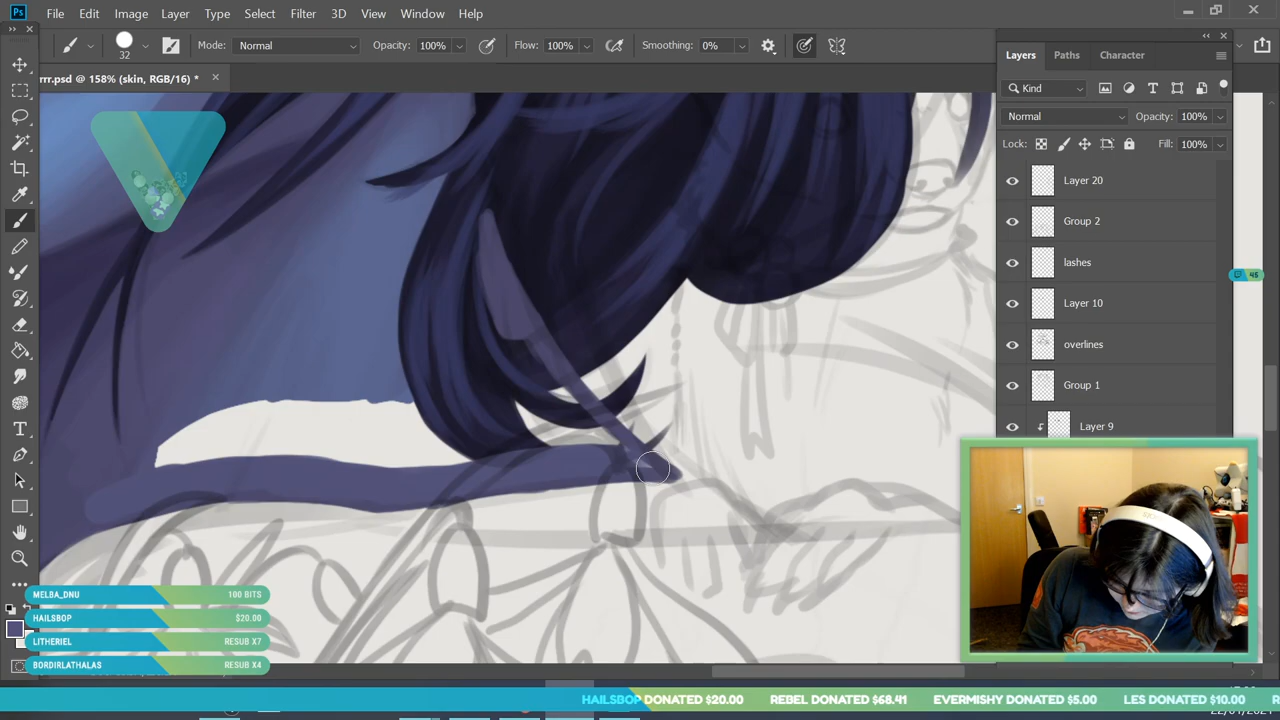 Ps File Edit Image Layer Type Select Filter 3D View Window Help
32 Mode: Normal Opacity: 100% Flow: 100% Smoothing: 0%
rrr.psd @ 158% (skin, RGB/16) *
Layers Paths Character
Kind
Normal Opacity: 100%
Lock: Fill: 100%
Layer 20
Group 2
lashes
46
Layer 10
overlines
Group 1
Layer 9
MELBA_DNU 100 BITS
HAILSBOP $20.00
LITHERIEL RESUB X7
BORDIRLATHALAS RESUB X4
HAILSBOP DONATED $20.00 REBEL DONATED $68.41 EVERMISHY DONATED $5.00 LES DONATED $10.00